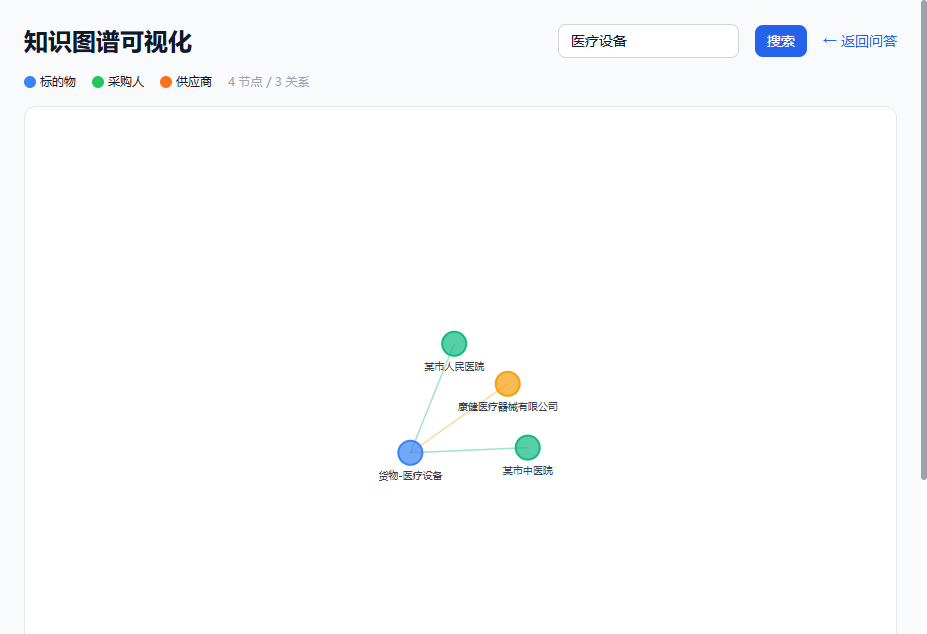 知识图谱可视化
医疗设备
搜索
← 返回问答
标的物
采购人
供应商
4 节点 / 3 关系
某市人民医院
康健医疗器械有限公司
某市中医院
货物-医疗设备